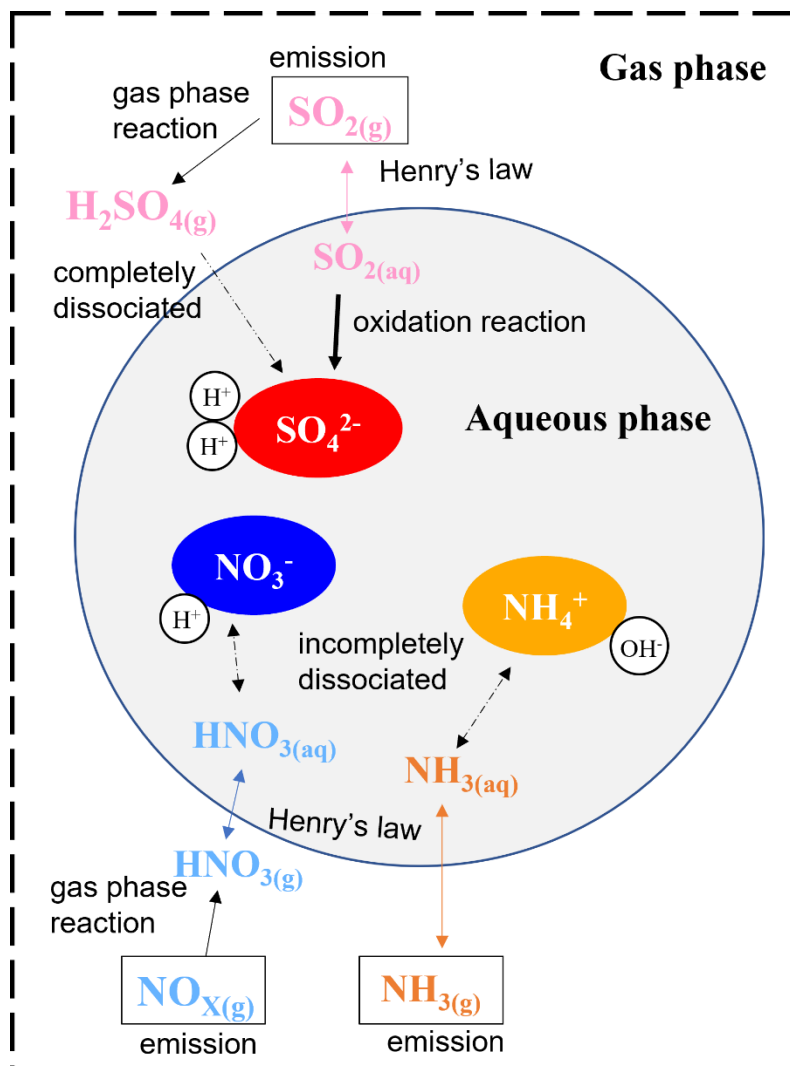 emission
Gas phase
gas phase
reaction
SO₂(g)
Henry's law
H₂SO₄(g)
SO₂(aq)
completely
dissociated
oxidation reaction
H⁺
H⁺
SO₄²⁻
Aqueous phase
NO₃⁻
H⁺
NH₄⁺
OH⁻
incompletely
dissociated
HNO₃(aq)
NH₃(aq)
Henry's law
HNO₃(g)
gas phase
reaction
NOX(g)
NH₃(g)
emission
emission